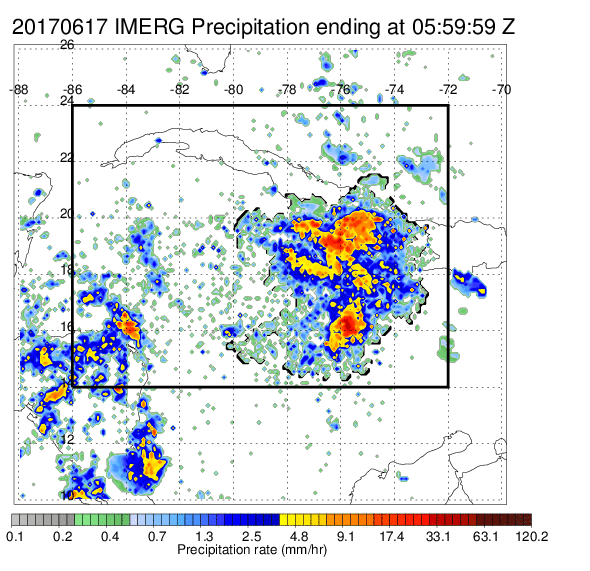 20170617 IMERG Precipitation ending at 05:59:59 Z
26
-88 -86 -84 -82 -80 -78 -76 -74 -72 -70
24
22
20
18
16
14
12
10
0.1 0.2 0.4 0.7 1.3 2.5 4.8 9.1 17.4 33.1 63.1 120.2
Precipitation rate (mm/hr)